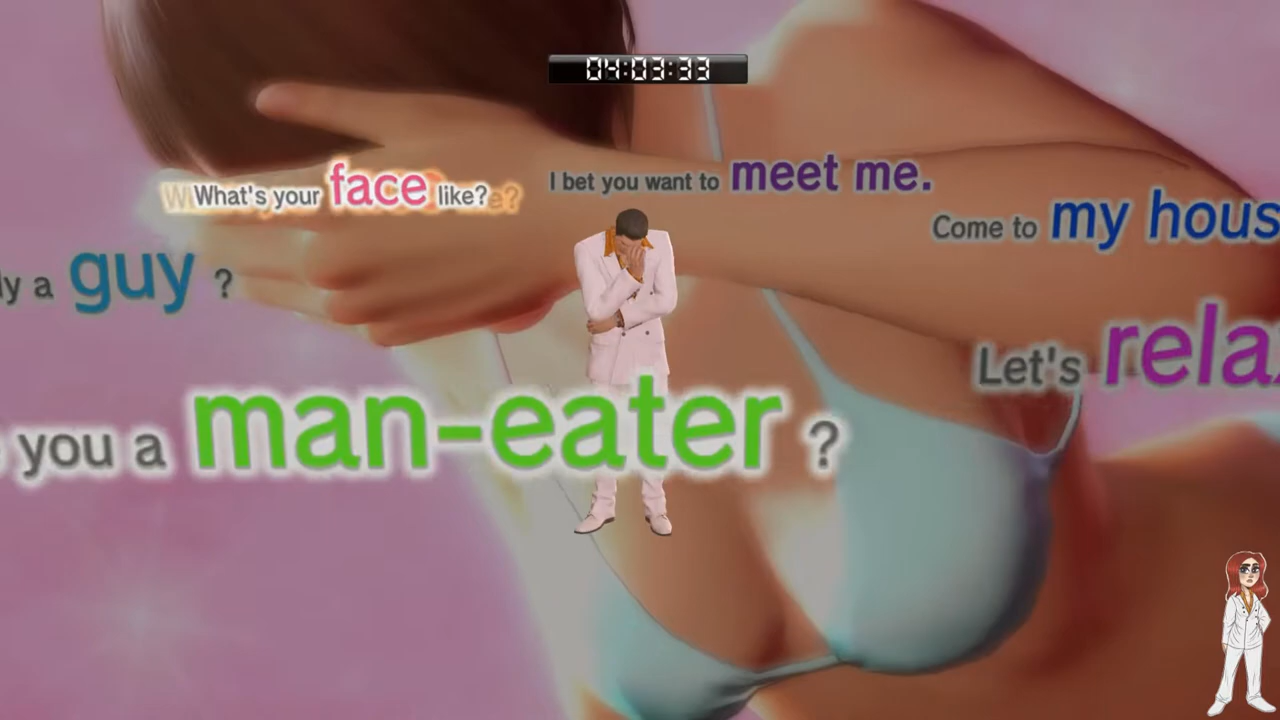 04:03:33
What's your face like?
I bet you want to meet me.
Come to my hous
ly a guy ?
Let's rela
you a man-eater ?